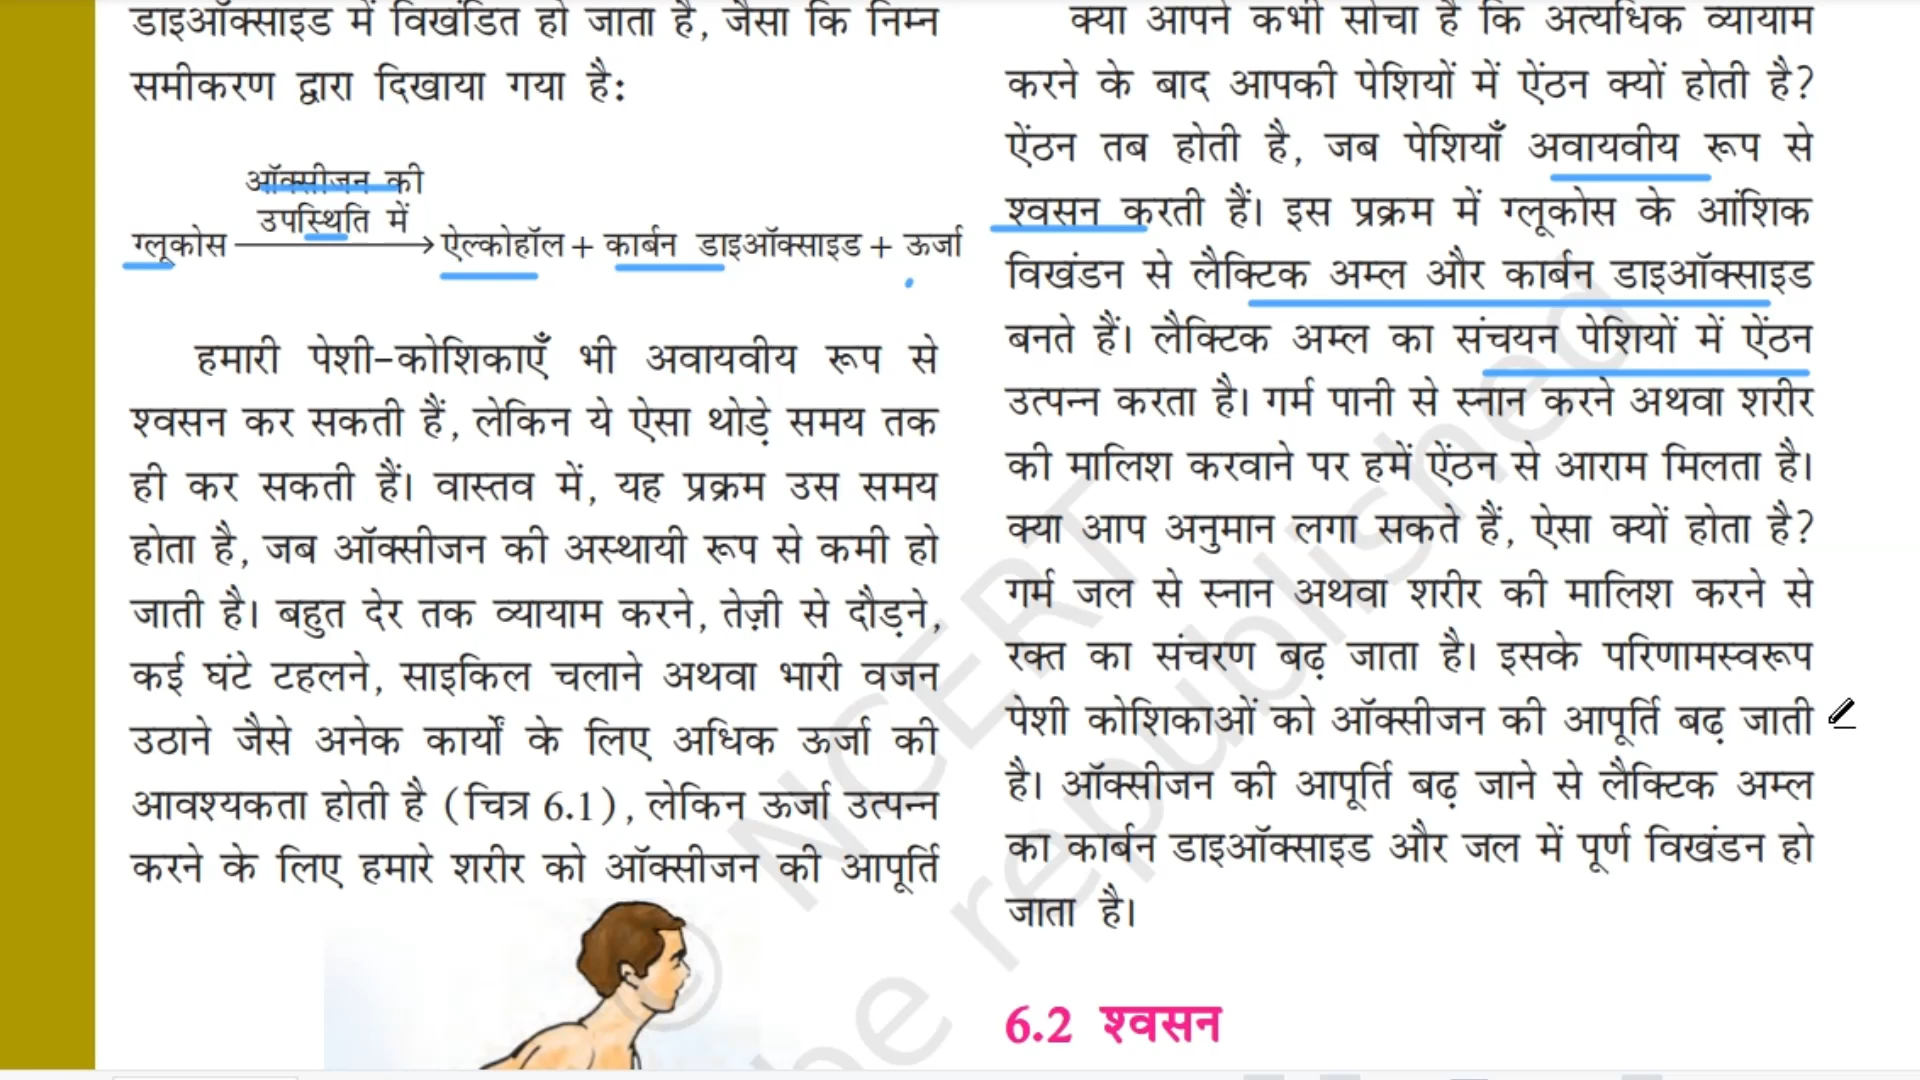 डाइऑक्साइड में विखंडित हो जाता है, जैसा कि निम्न
समीकरण द्वारा दिखाया गया है:
ऑक्सीजन की
उपस्थिति में
ग्लूकोस ⟶ ऐल्कोहॉल + कार्बन डाइऑक्साइड + ऊर्जा
हमारी पेशी-कोशिकाएँ भी अवायवीय रूप से
श्वसन कर सकती हैं, लेकिन ये ऐसा थोड़े समय तक
ही कर सकती हैं। वास्तव में, यह प्रक्रम उस समय
होता है, जब ऑक्सीजन की अस्थायी रूप से कमी हो
जाती है। बहुत देर तक व्यायाम करने, तेज़ी से दौड़ने,
कई घंटे टहलने, साइकिल चलाने अथवा भारी वजन
उठाने जैसे अनेक कार्यों के लिए अधिक ऊर्जा की
आवश्यकता होती है (चित्र 6.1), लेकिन ऊर्जा उत्पन्न
करने के लिए हमारे शरीर को ऑक्सीजन की आपूर्ति
क्या आपने कभी सोचा है कि अत्यधिक व्यायाम
करने के बाद आपकी पेशियों में ऐंठन क्यों होती है?
ऐंठन तब होती है, जब पेशियाँ अवायवीय रूप से
श्वसन करती हैं। इस प्रक्रम में ग्लूकोस के आंशिक
विखंडन से लैक्टिक अम्ल और कार्बन डाइऑक्साइड
बनते हैं। लैक्टिक अम्ल का संचयन पेशियों में ऐंठन
उत्पन्न करता है। गर्म पानी से स्नान करने अथवा शरीर
की मालिश करवाने पर हमें ऐंठन से आराम मिलता है।
क्या आप अनुमान लगा सकते हैं, ऐसा क्यों होता है?
गर्म जल से स्नान अथवा शरीर की मालिश करने से
रक्त का संचरण बढ़ जाता है। इसके परिणामस्वरूप
पेशी कोशिकाओं को ऑक्सीजन की आपूर्ति बढ़ जाती
है। ऑक्सीजन की आपूर्ति बढ़ जाने से लैक्टिक अम्ल
का कार्बन डाइऑक्साइड और जल में पूर्ण विखंडन हो
जाता है।
6.2 श्वसन
© NCERT
be republished